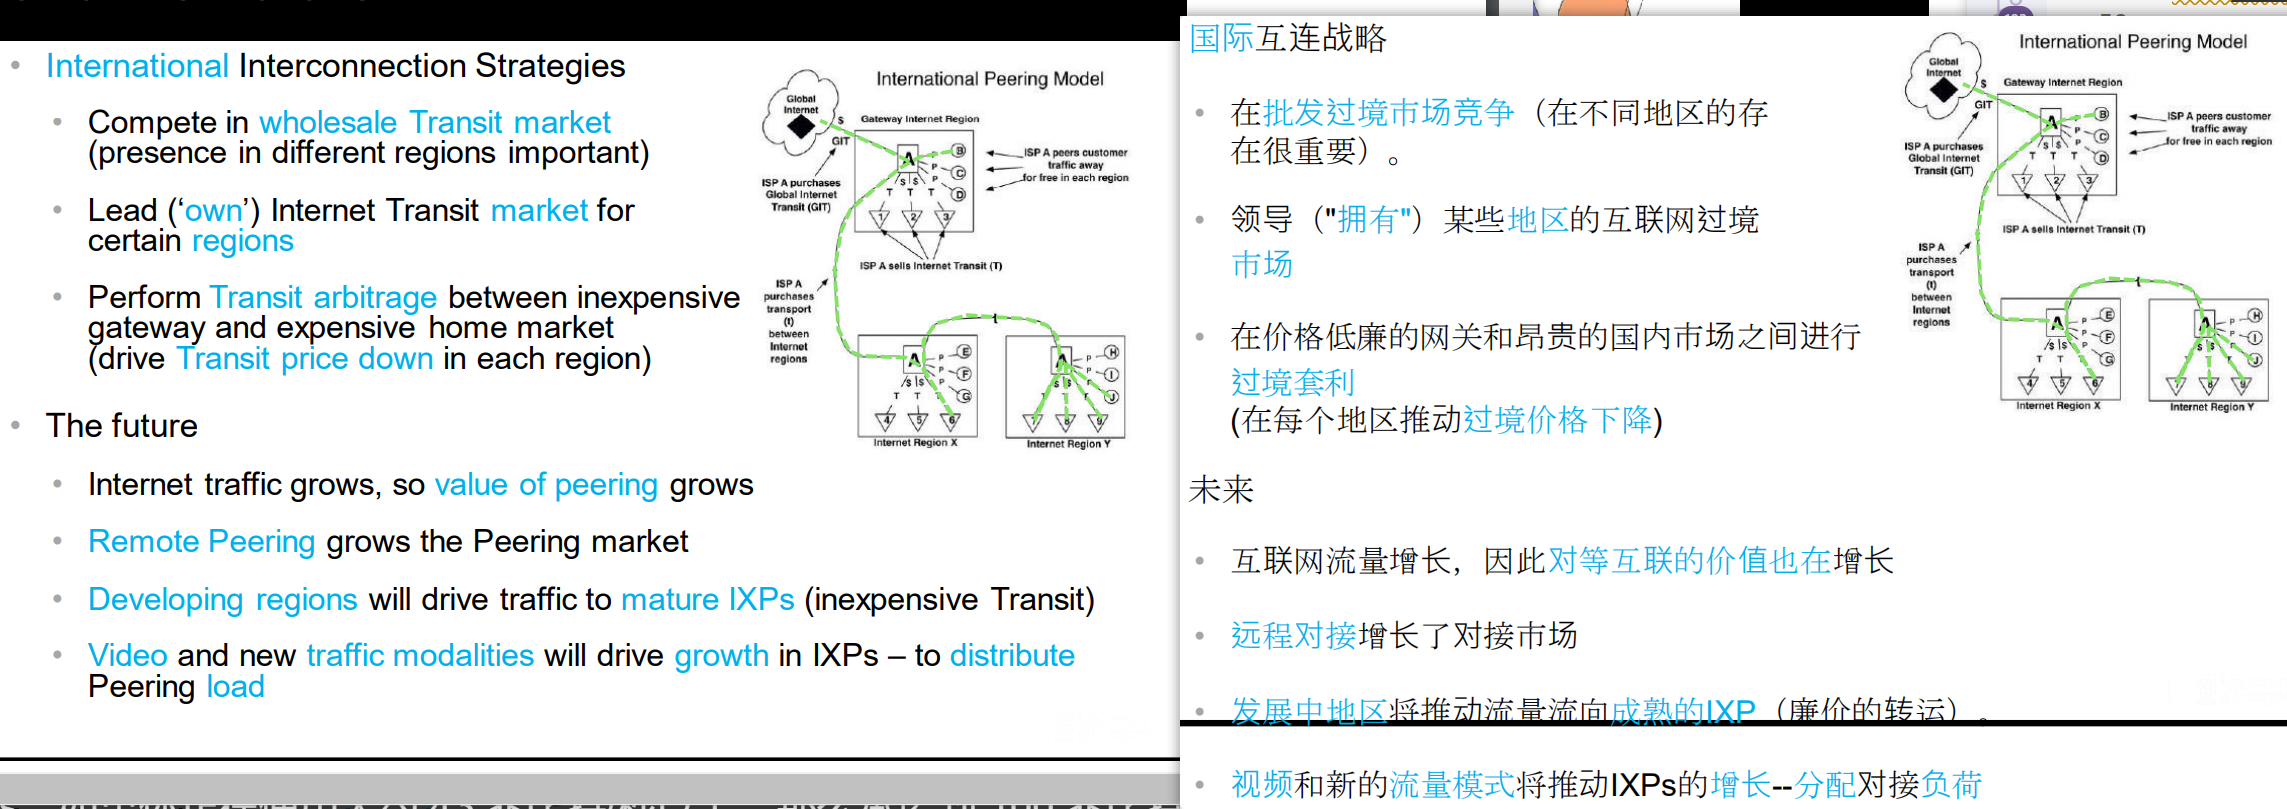 International Interconnection Strategies
Compete in wholesale Transit market
(presence in different regions important)
Lead (‘own’) Internet Transit market for
certain regions
Perform Transit arbitrage between inexpensive
gateway and expensive home market
(drive Transit price down in each region)
The future
Internet traffic grows, so value of peering grows
Remote Peering grows the Peering market
Developing regions will drive traffic to mature IXPs (inexpensive Transit)
Video and new traffic modalities will drive growth in IXPs – to distribute
Peering load
International Peering Model
Global
Internet
$
GIT
Gateway Internet Region
A
B
P
C
P
D
$ $
T T T
1 2 3
ISP A peers customer
traffic away
for free in each region
ISP A purchases
Global Internet
Transit (GIT)
ISP A sells Internet Transit (T)
ISP A
purchases
transport
(t)
between
Internet
regions
t
A
P E
P F
P G
$ $
T T
4 5 6
Internet Region X
A
P H
P I
J
$ $
T
7 8 9
Internet Region Y
国际互连战略
在批发过境市场竞争（在不同地区的存
在很重要）。
领导（"拥有"）某些地区的互联网过境
市场
在价格低廉的网关和昂贵的国内市场之间进行
过境套利
(在每个地区推动过境价格下降)
未来
互联网流量增长，因此对等互联的价值也在增长
远程对接增长了对接市场
发展中地区将推动流量流向成熟的IXP（廉价的转运）。
视频和新的流量模式将推动IXPs的增长--分配对接负荷
International Peering Model
Global
Internet
$
GIT
Gateway Internet Region
A
B
P
C
P
D
$ $
T T T
1 2 3
ISP A peers customer
traffic away
for free in each region
ISP A purchases
Global Internet
Transit (GIT)
ISP A sells Internet Transit (T)
ISP A
purchases
transport
(t)
between
Internet
regions
t
A
P E
P F
P G
$ $
T T
4 5 6
Internet Region X
A
P H
P I
J
$ $
7 8 9
Internet Region Y